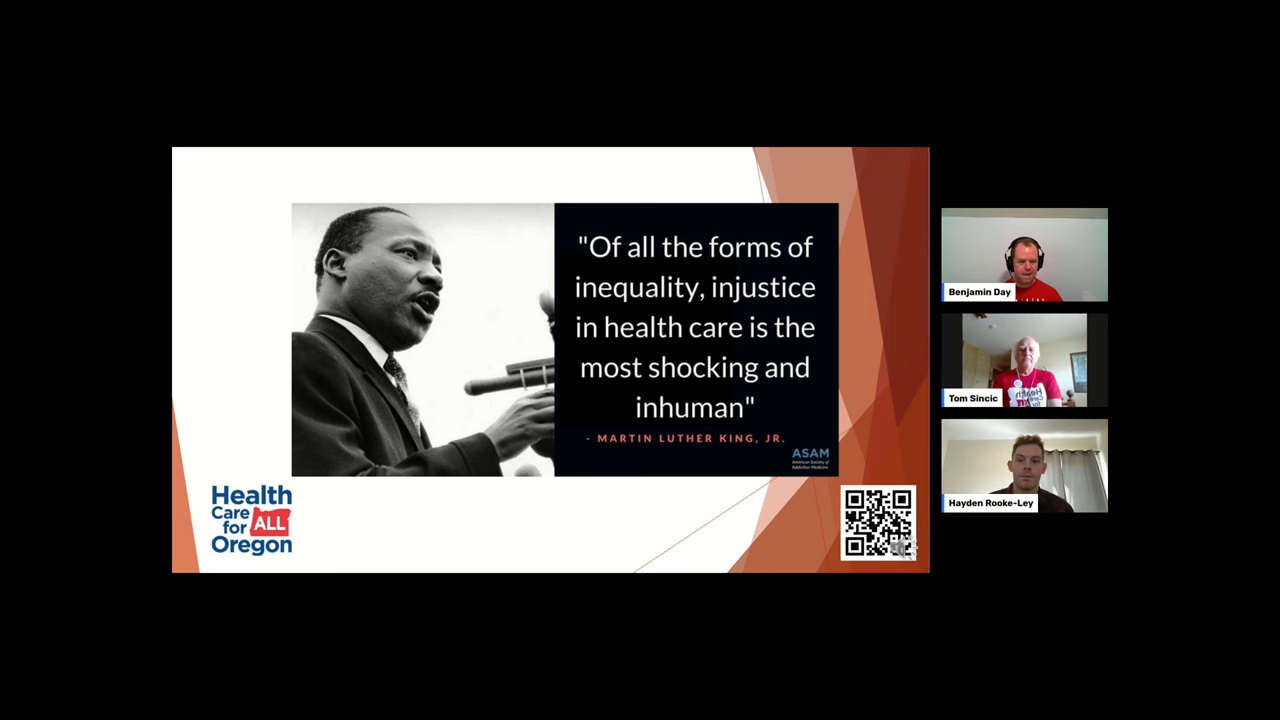 "Of all the forms of
inequality, injustice
in health care is the
most shocking and
inhuman"
- MARTIN LUTHER KING, JR.
ASAM
American Society of
Addiction Medicine
Health
Care
for ALL
Oregon
Benjamin Day
Tom Sincic
Hayden Rooke-Ley